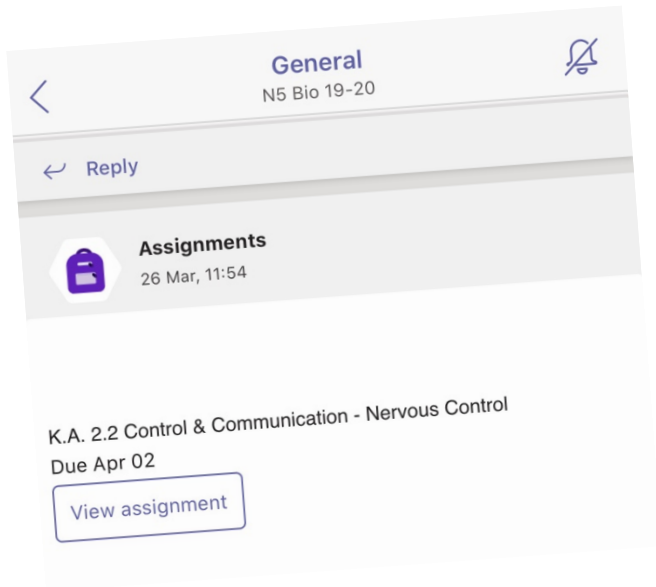 General
N5 Bio 19-20
Reply
Assignments
26 Mar, 11:54
K.A. 2.2 Control & Communication - Nervous Control
Due Apr 02
View assignment